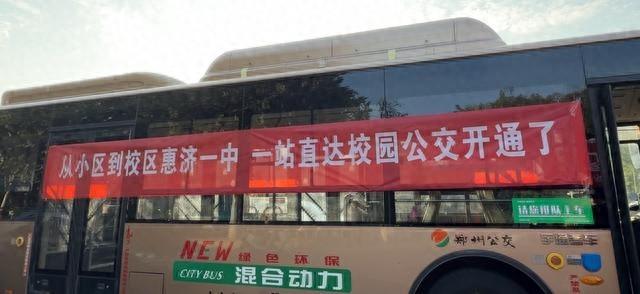 从小区到校区惠济一中 一站直达校园公交开通了
请您排队上车
郑州公交
NEW 绿色环保
CITY BUS 混合动力